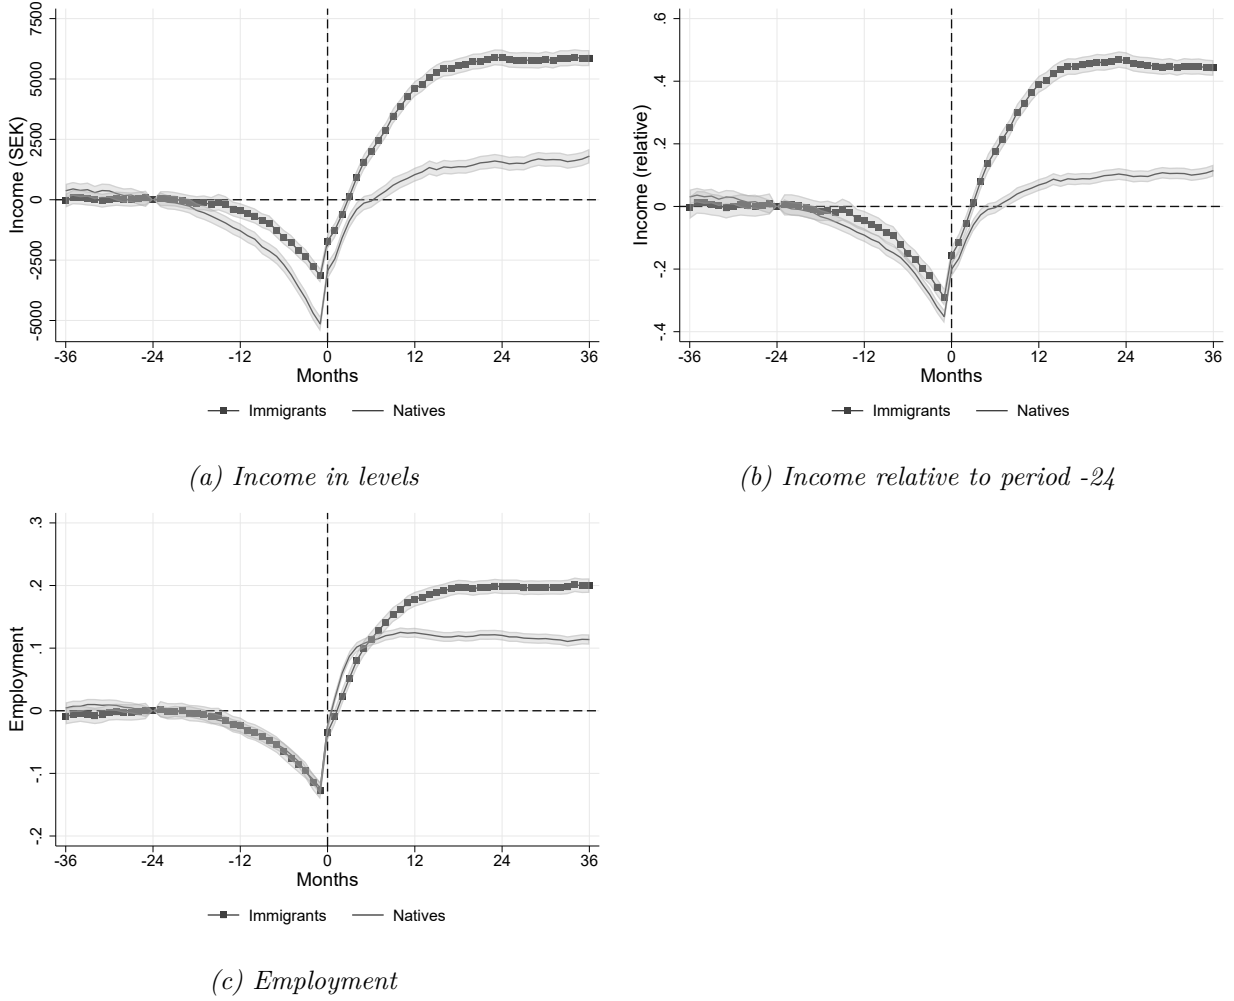 Income (SEK)
7500
5000
2500
0
-2500
-5000
-36 -24 -12 0 12 24 36
Months
Immigrants Natives
(a) Income in levels
Income (relative)
.6
.4
.2
0
-.2
-.4
-36 -24 -12 0 12 24 36
Months
Immigrants Natives
(b) Income relative to period -24
Employment
.3
.2
.1
0
-.1
-.2
-36 -24 -12 0 12 24 36
Months
Immigrants Natives
(c) Employment